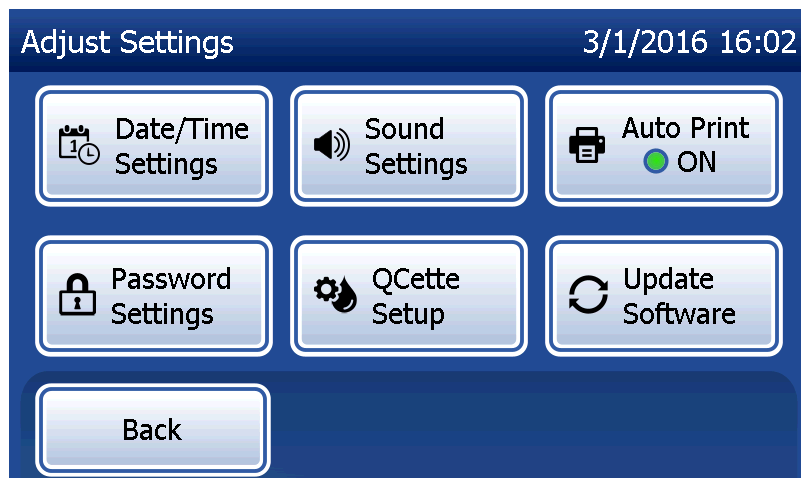 Adjust Settings 3/1/2016 16:02
Date/Time
Settings
Sound
Settings
Auto Print
ON
1
Password
Settings
QCette
Setup
Update
Software
Back